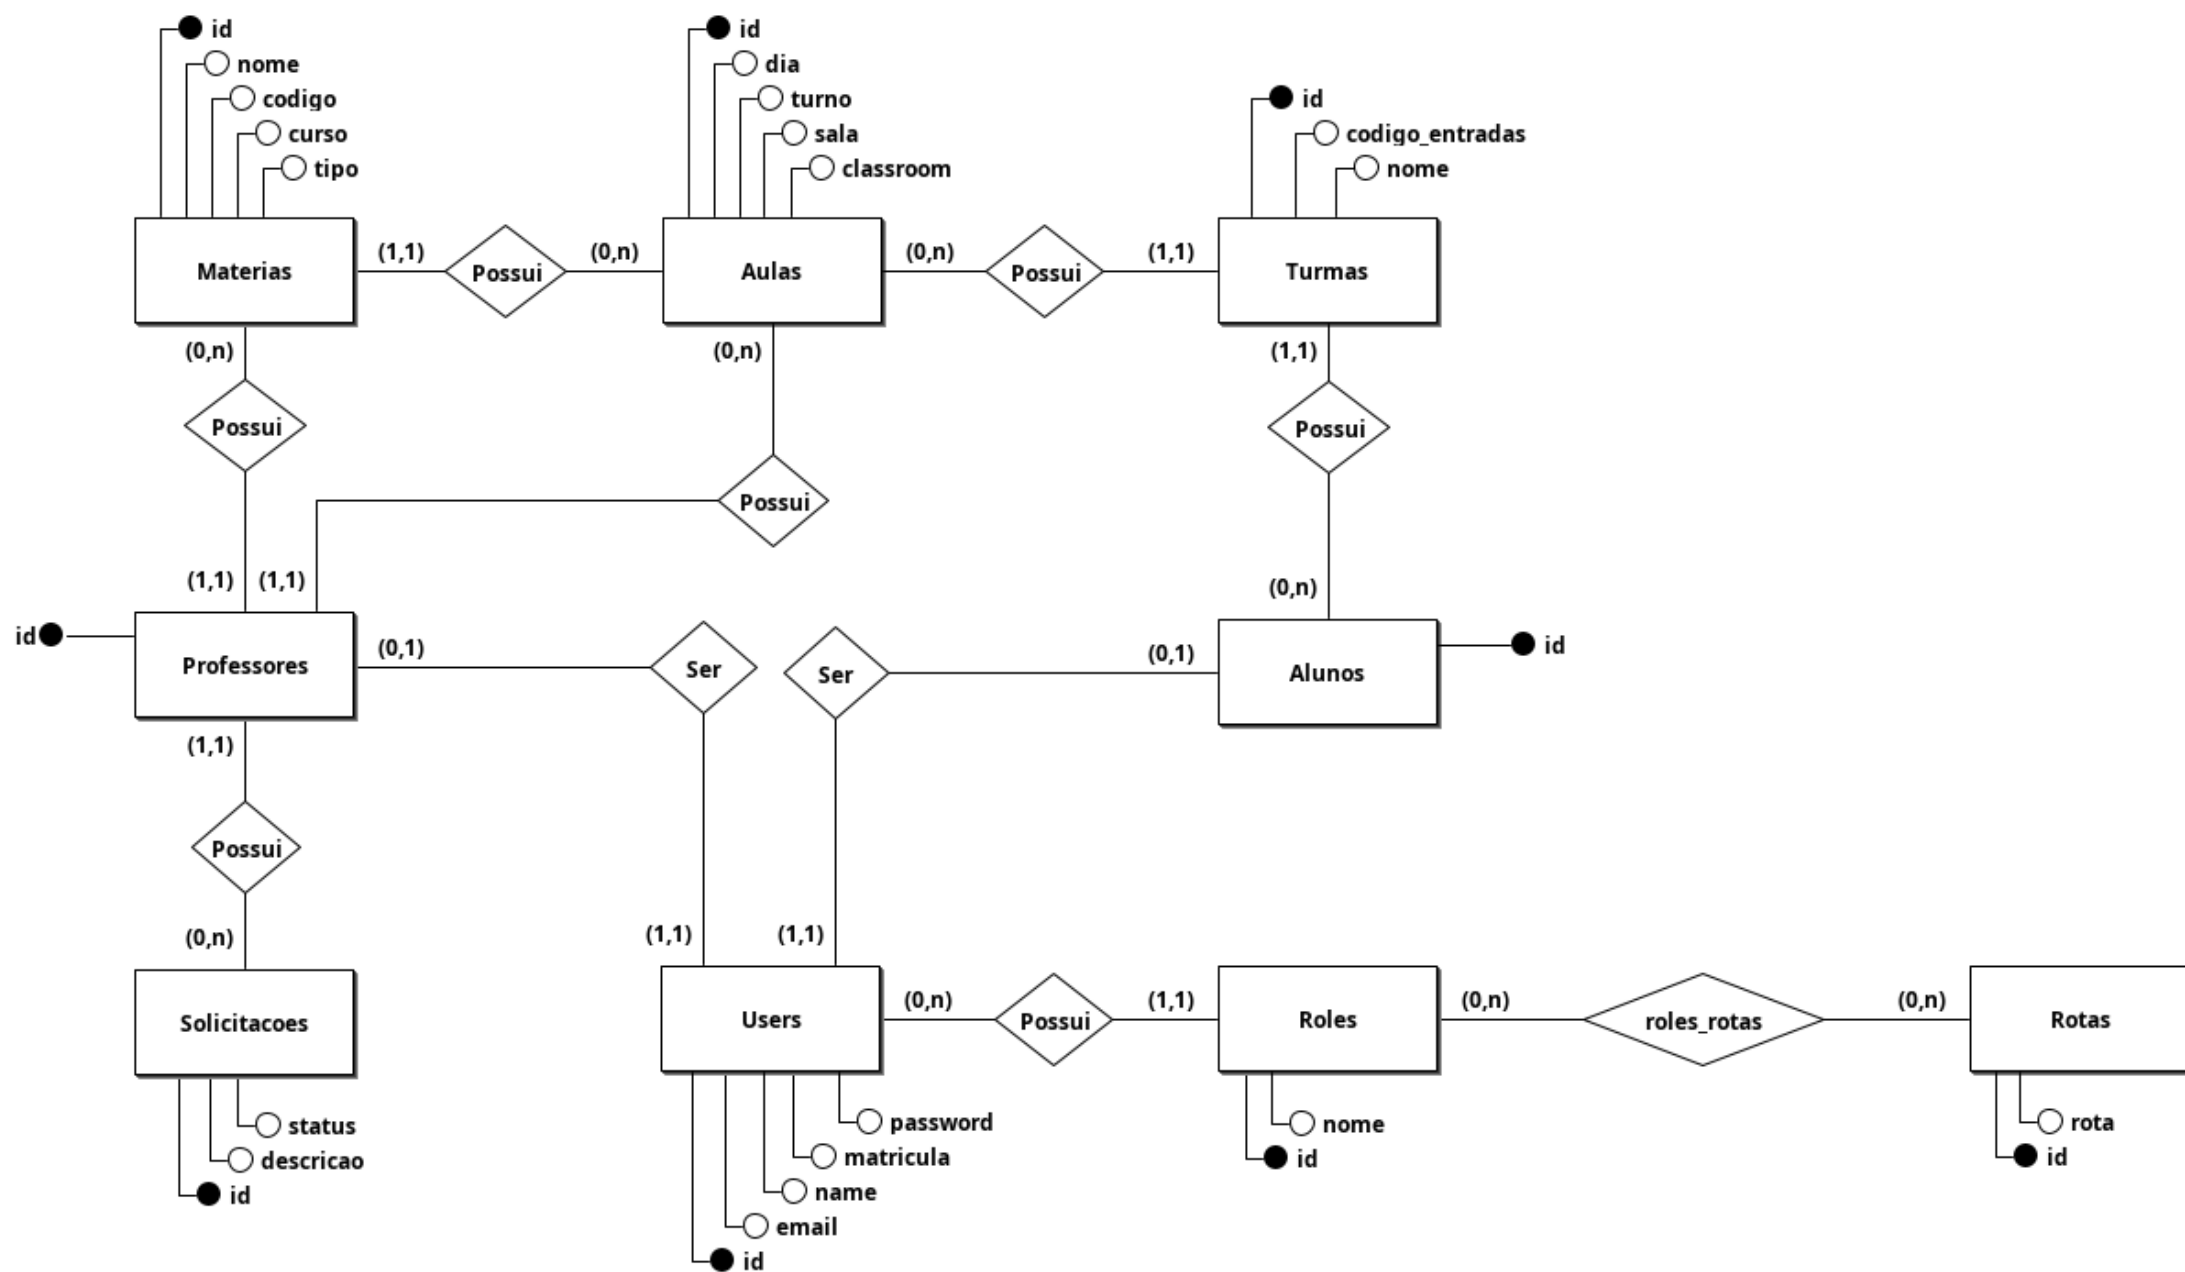 id
id
nome
dia
codigo
turno
id
curso
sala
codigo_entradas
tipo
classroom
nome
Materias
(1,1)
Possui
(0,n)
Aulas
(0,n)
Possui
(1,1)
Turmas
(0,n)
(0,n)
(1,1)
Possui
Possui
Possui
(1,1)
(1,1)
(0,n)
id
Professores
(0,1)
Ser
Ser
(0,1)
Alunos
id
(1,1)
Possui
(0,n)
(1,1)
(1,1)
Solicitacoes
Users
(0,n)
Possui
(1,1)
Roles
(0,n)
roles_rotas
(0,n)
Rotas
status
descricao
id
password
matricula
name
email
id
nome
id
rota
id